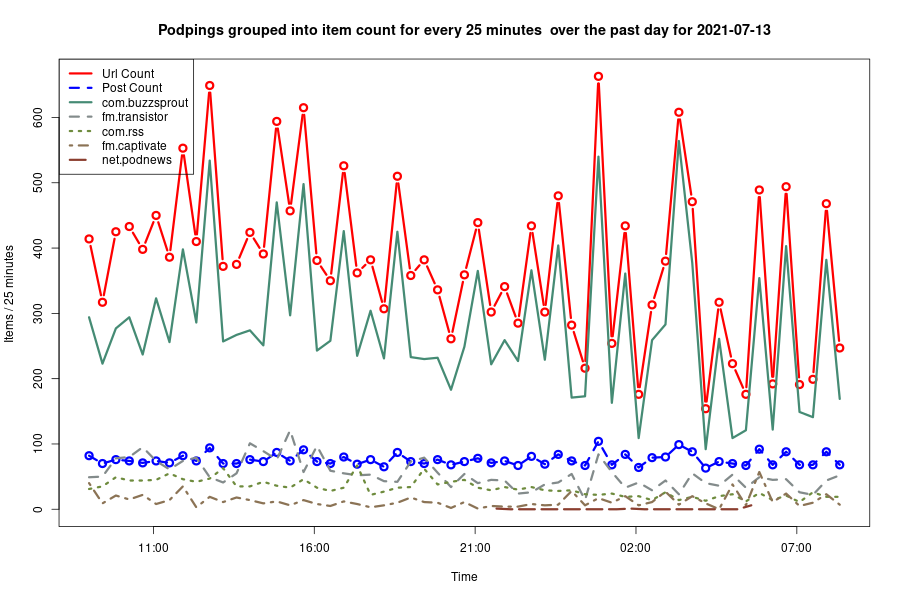 Podpings grouped into item count for every 25 minutes  over the past day for 2021-07-13
Url Count
Post Count
com.buzzsprout
fm.transistor
com.rss
fm.captivate
net.podnews
Items / 25 minutes
600
500
400
300
200
100
0
11:00 16:00 21:00 02:00 07:00
Time